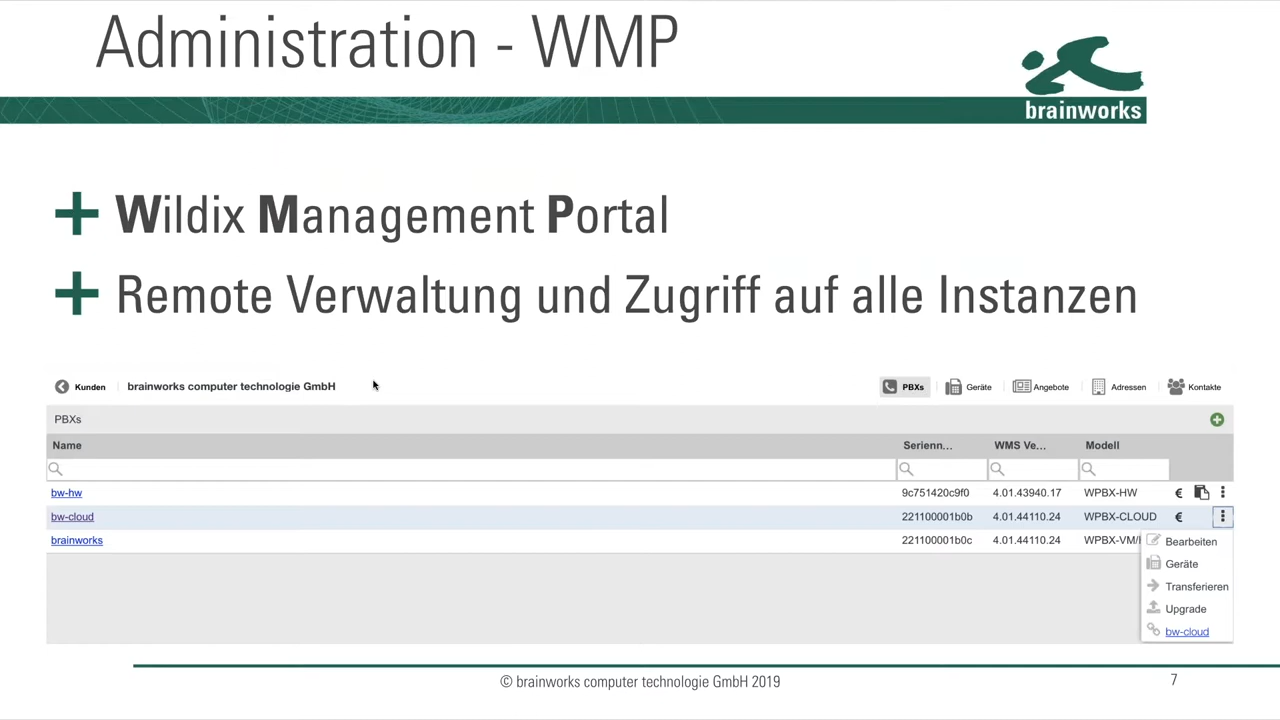 Administration - WMP
brainworks
Wildix Management Portal
Remote Verwaltung und Zugriff auf alle Instanzen
Kunden brainworks computer technologie GmbH PBXs Geräte Angebote Adressen Kontakte
PBXs
Name Serienn... WMS Ve... Modell
bw-hw 9c751420c9f0 4.01.43940.17 WPBX-HW €
bw-cloud 221100001b0b 4.01.44110.24 WPBX-CLOUD €
brainworks 221100001b0c 4.01.44110.24 WPBX-VM/
Bearbeiten
Geräte
Transferieren
Upgrade
bw-cloud
© brainworks computer technologie GmbH 2019 7